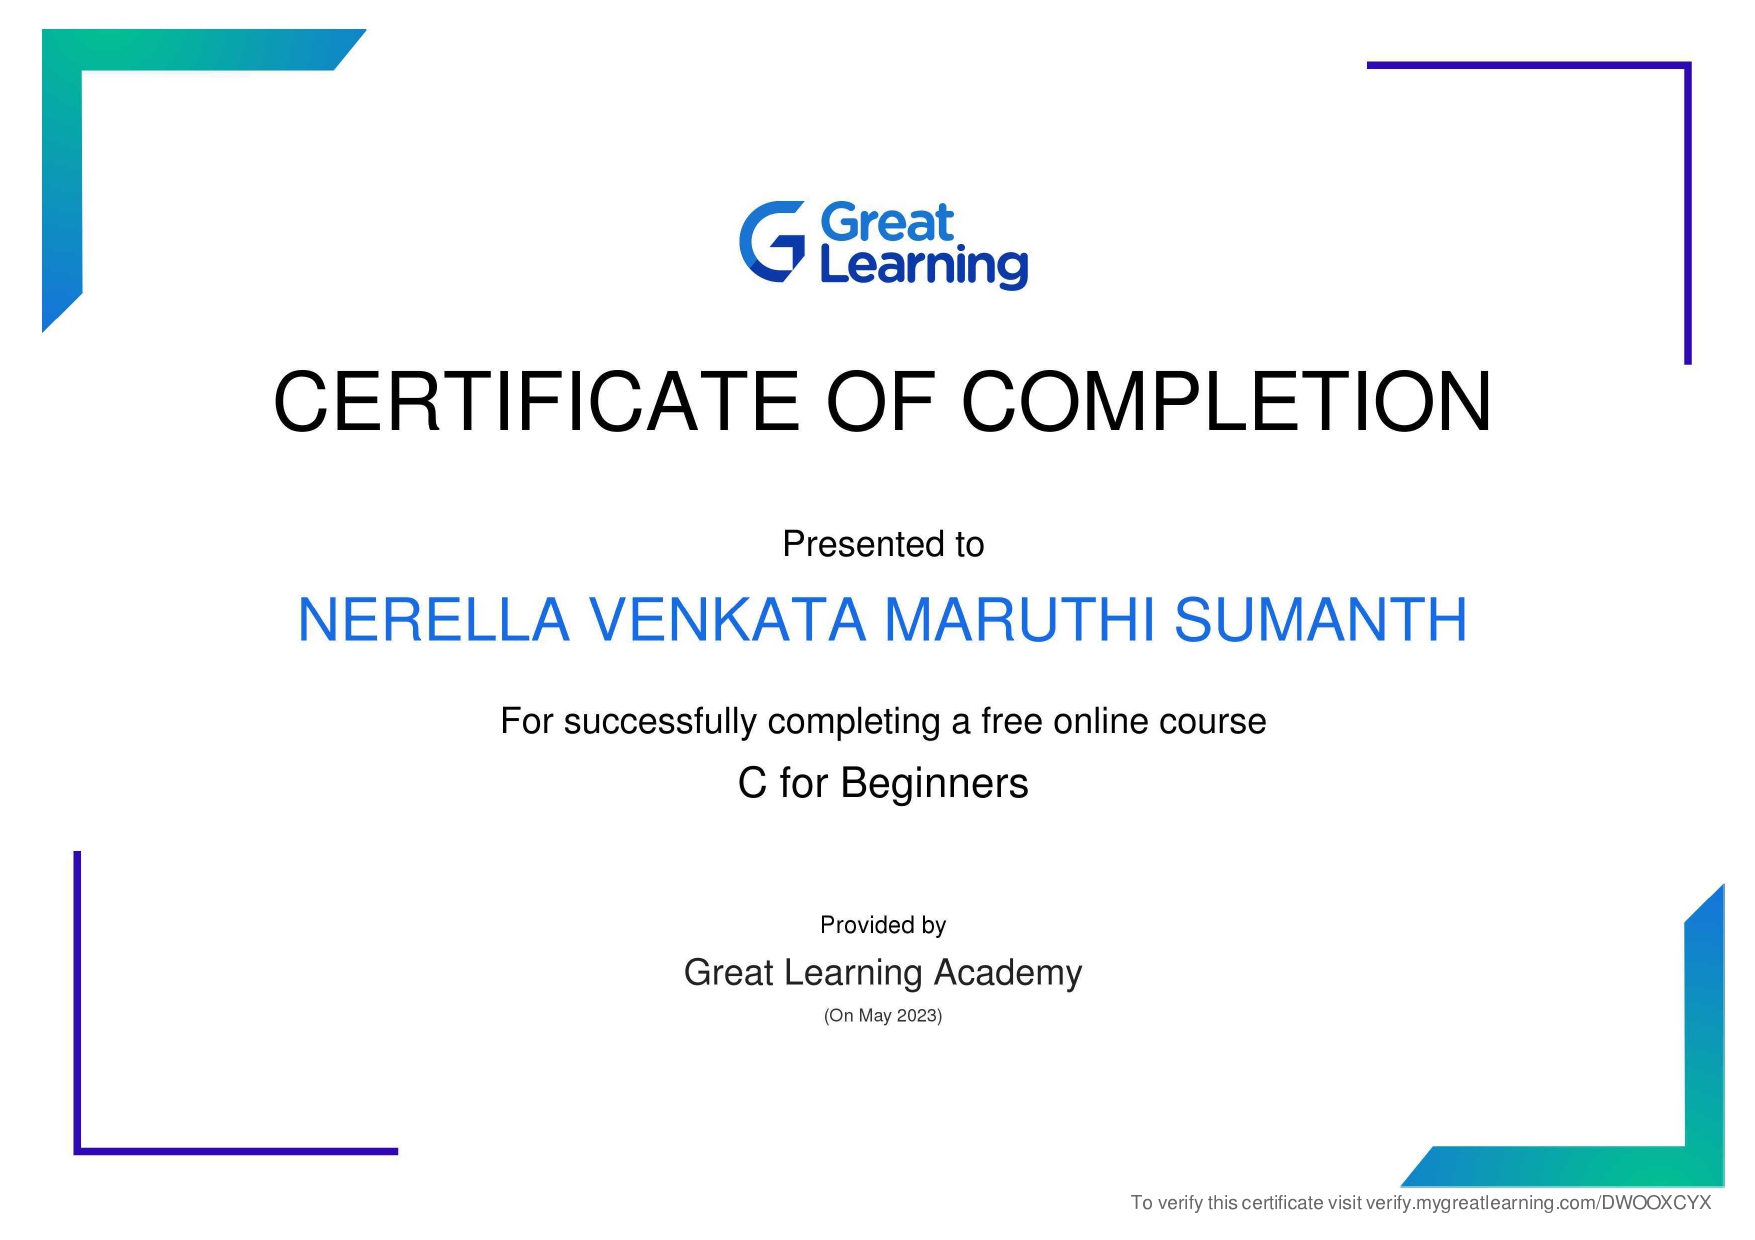 Great
Learning
CERTIFICATE OF COMPLETION
Presented to
NERELLA VENKATA MARUTHI SUMANTH
For successfully completing a free online course
C for Beginners
Provided by
Great Learning Academy
(On May 2023)
To verify this certificate visit verify.mygreatlearning.com/DWOOXCYX